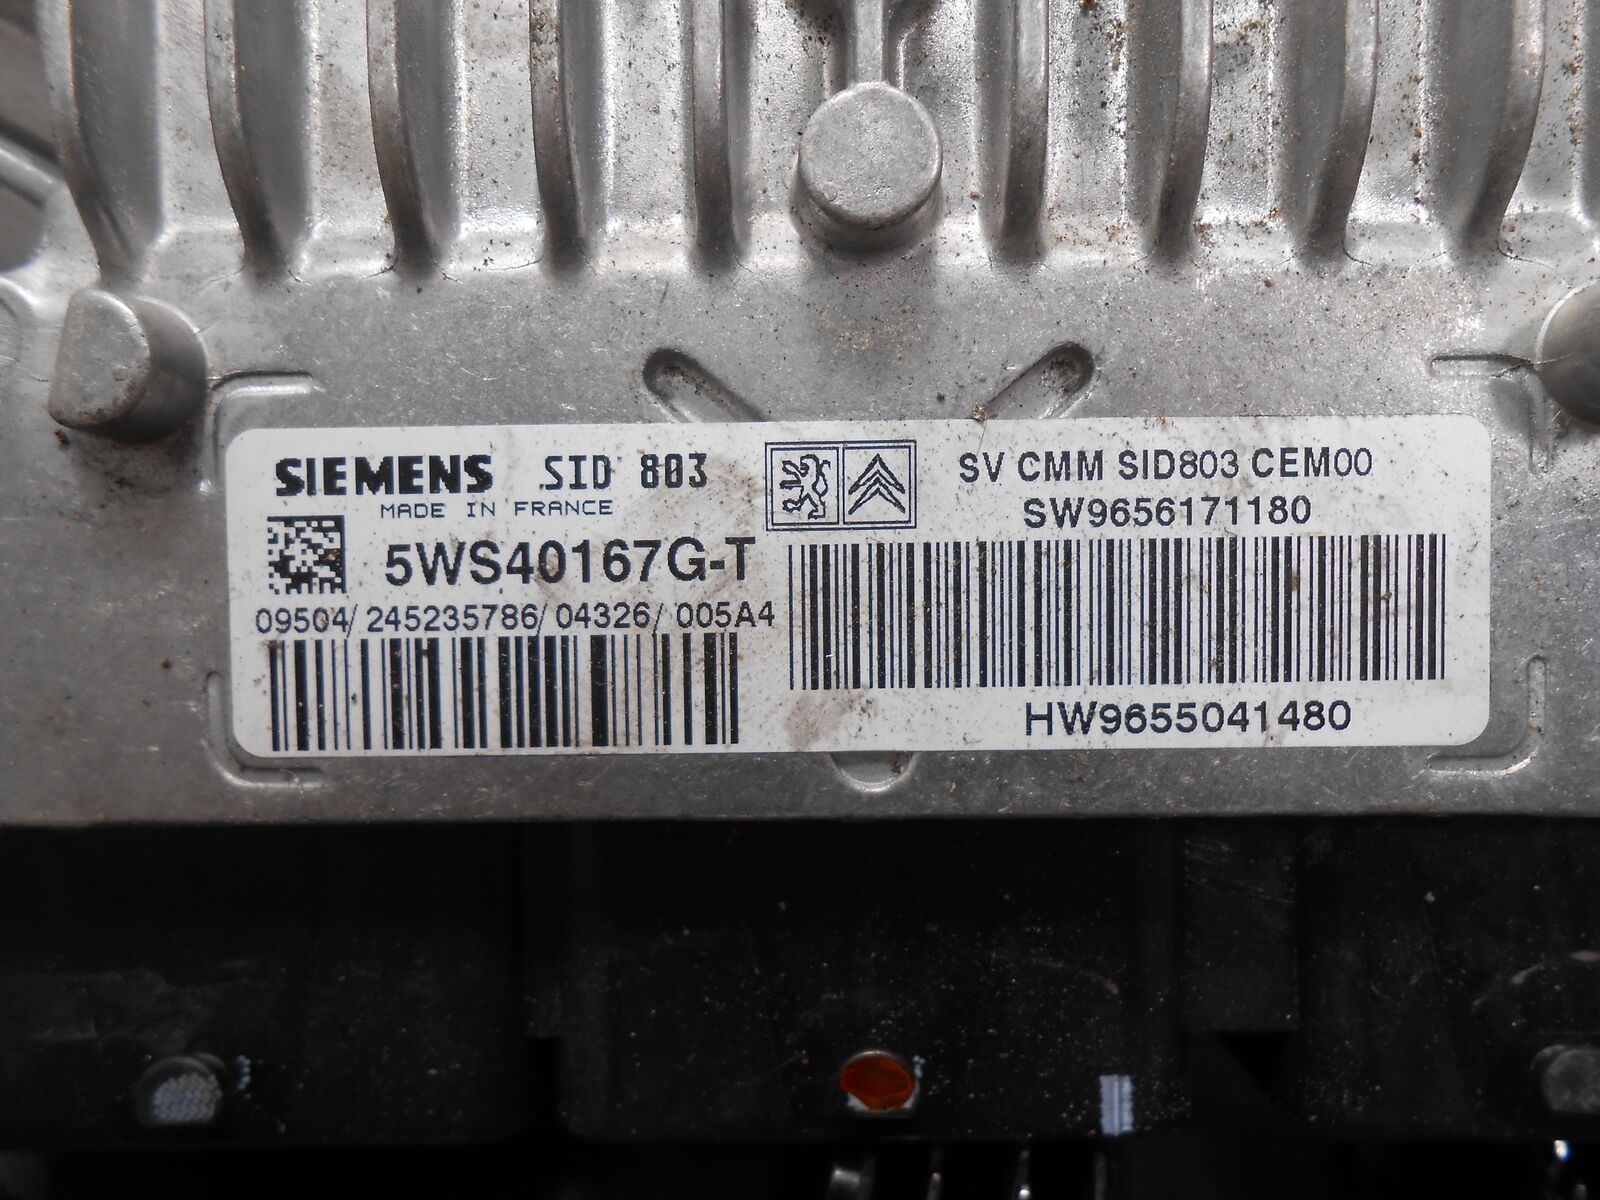 SIEMENS SID 803
MADE IN FRANCE
5WS40167G-T
09504/245235786/04326/005A4
SV CMM SID803 CEM00
SW9656171180
HW9655041480